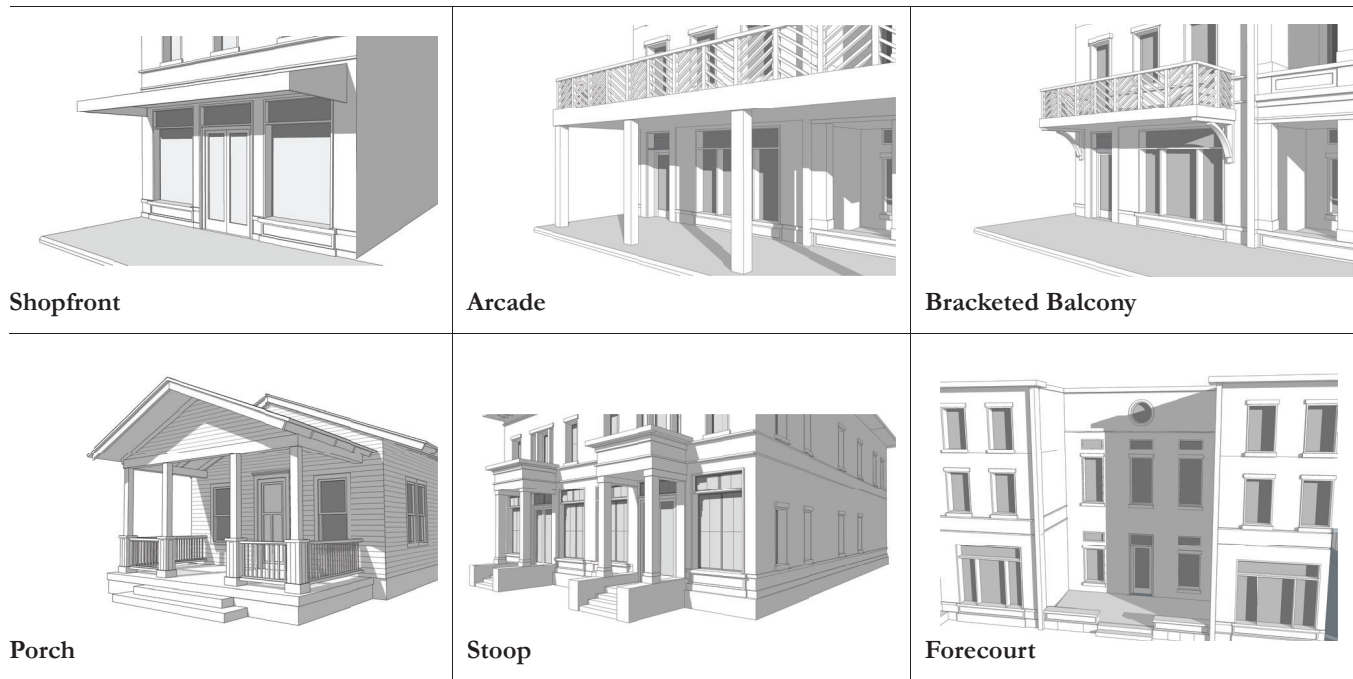 Shopfront
Arcade
Bracketed Balcony
Porch
Stoop
Forecourt